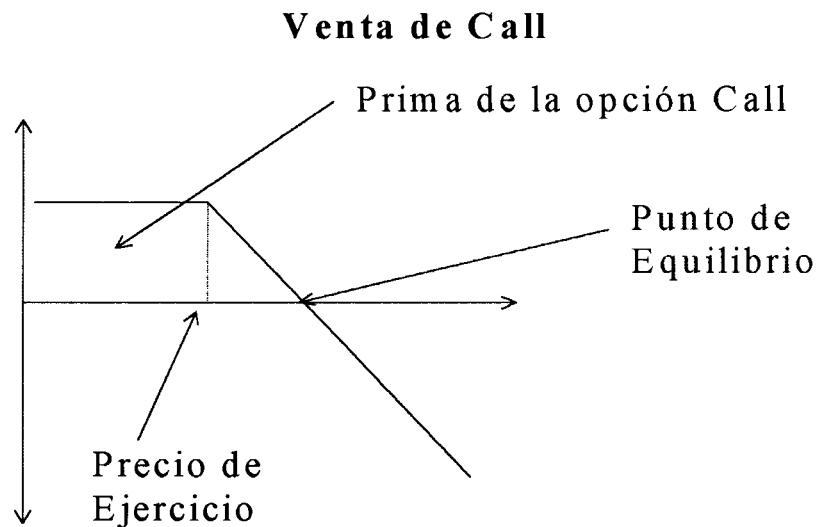 Venta de Call
Prima de la opción Call
Punto de
Equilibrio
Precio de
Ejercicio